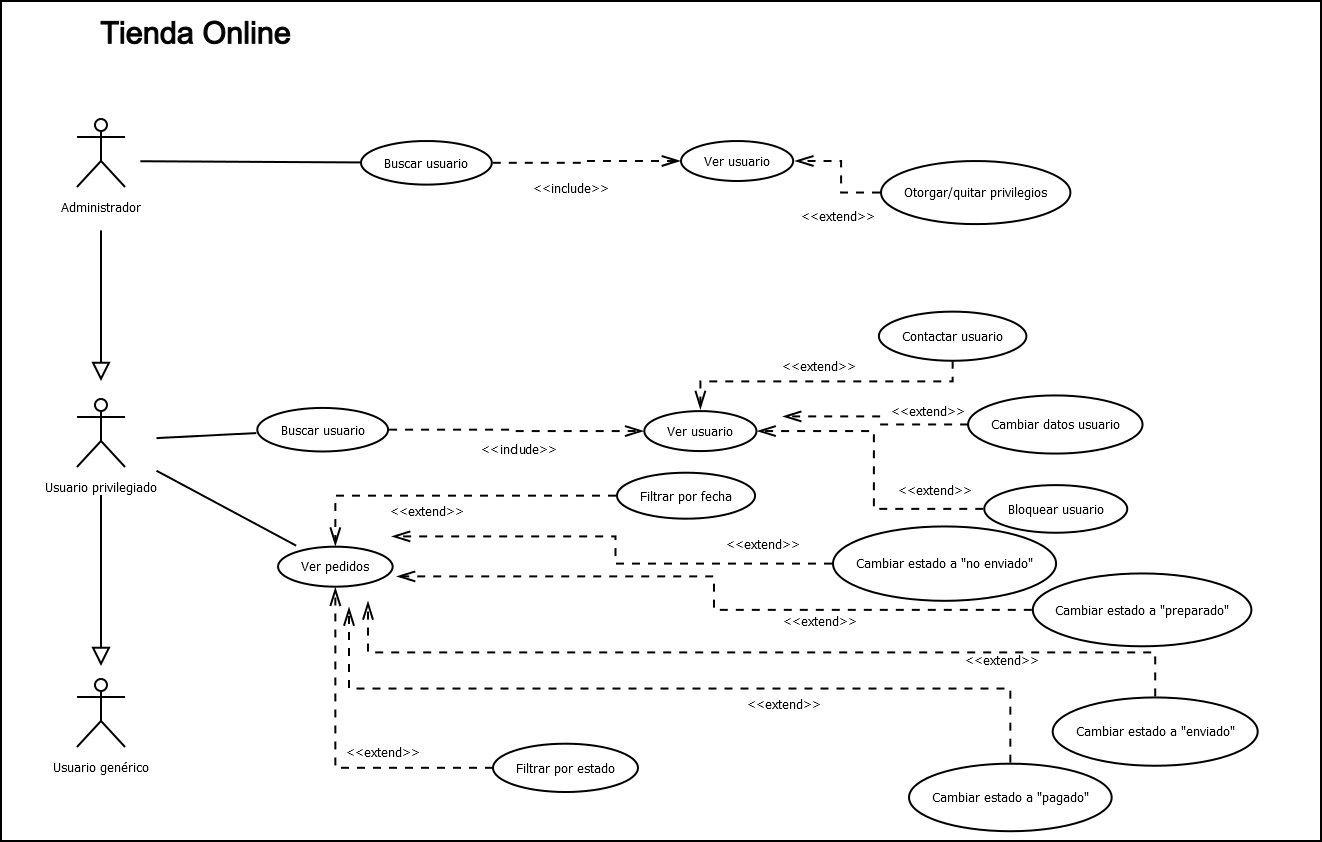 Tienda Online
Buscar usuario
Ver usuario
<<include>>
Otorgar/quitar privilegios
<<extend>>
Administrador
Contactar usuario
<<extend>>
Usuario privilegiado
Buscar usuario
<<include>>
Ver usuario
<<extend>>
Cambiar datos usuario
<<extend>>
Bloquear usuario
Filtrar por fecha
<<extend>>
Ver pedidos
<<extend>>
Cambiar estado a "no enviado"
<<extend>>
Cambiar estado a "preparado"
<<extend>>
Cambiar estado a "enviado"
<<extend>>
Cambiar estado a "pagado"
<<extend>>
Filtrar por estado
Usuario genérico